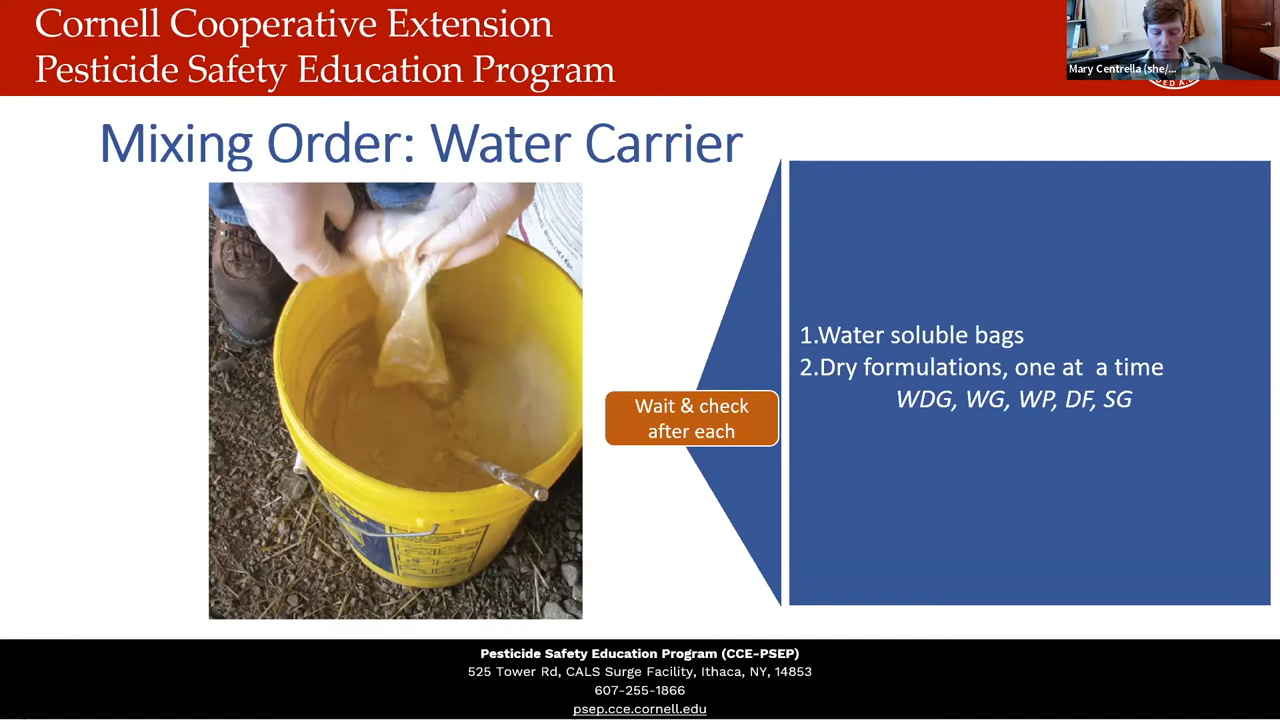 Cornell Cooperative Extension
Pesticide Safety Education Program
Mary Centrella (she/...
Mixing Order: Water Carrier
1.Water soluble bags
2.Dry formulations, one at  a time
WDG, WG, WP, DF, SG
Wait & check
after each
Pesticide Safety Education Program (CCE-PSEP)
525 Tower Rd, CALS Surge Facility, Ithaca, NY, 14853
607-255-1866
psep.cce.cornell.edu